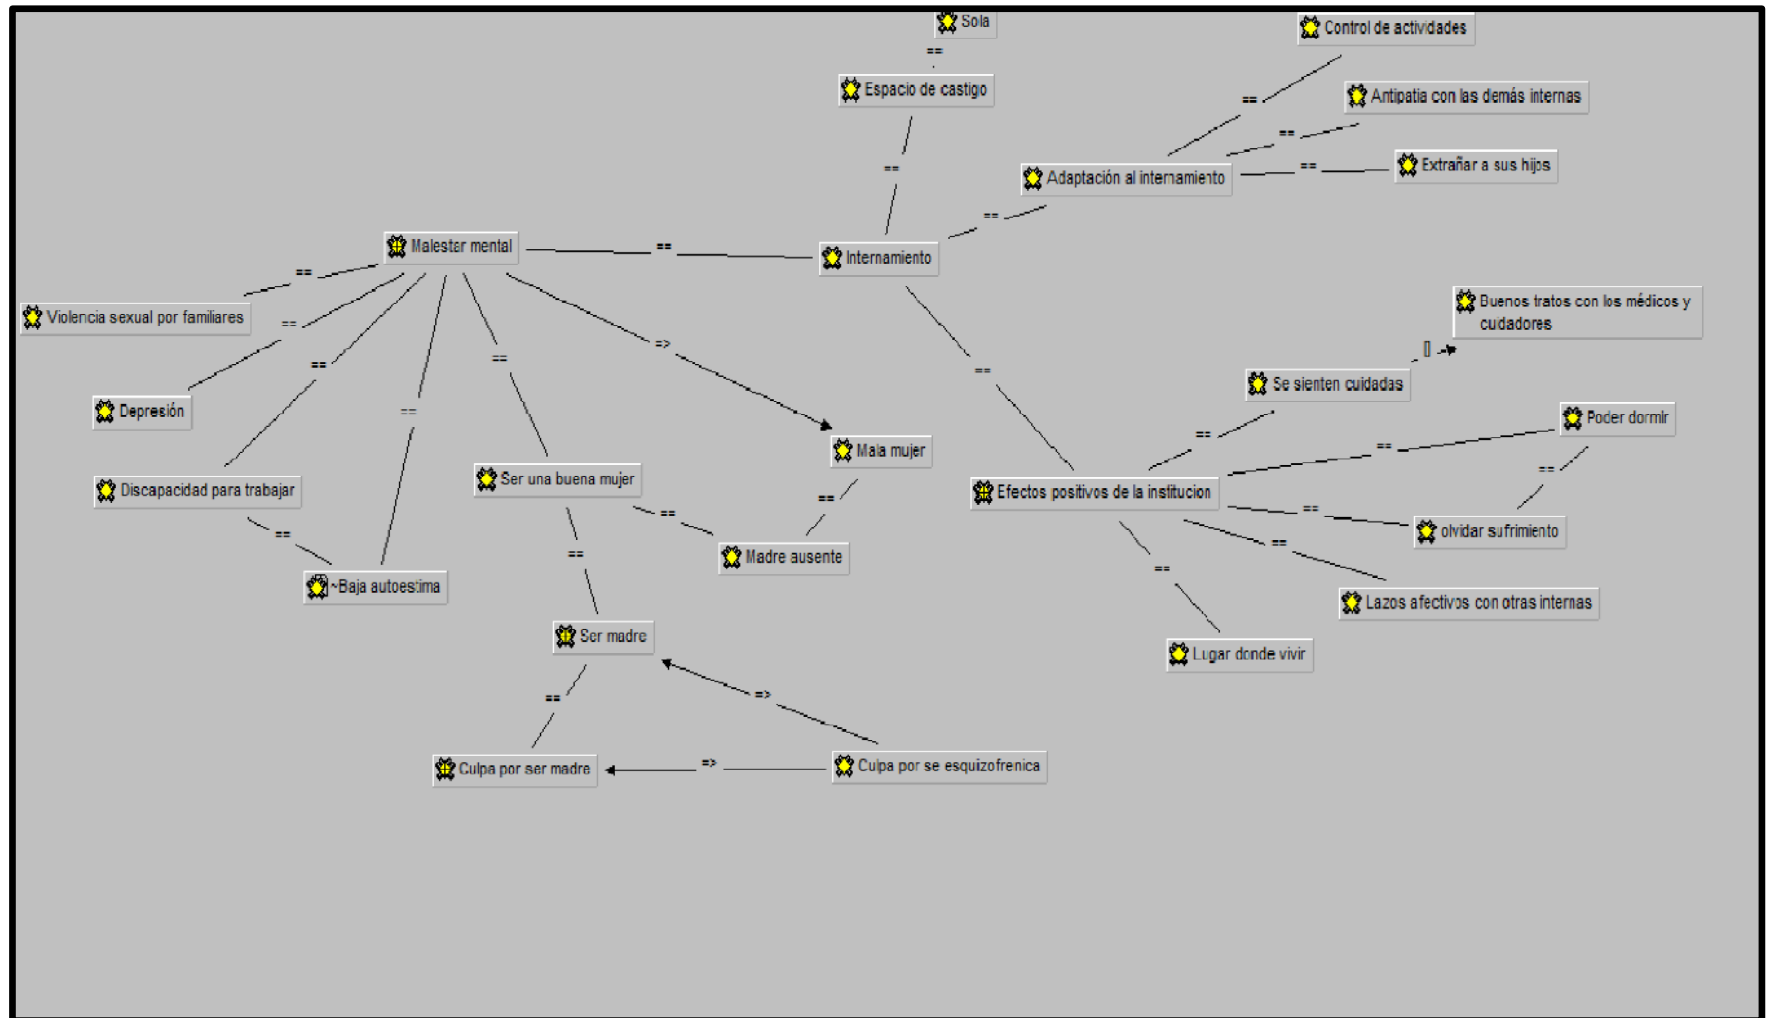 Sola
==
Control de actividades
Espacio de castigo
==
Antipatia con las demás internas
==
==
Extrañar a sus hijos
==
Adaptación al internamiento
==
==
Malestar mental
==
Internamiento
==
Violencia sexual por familiares
==
Buenos tratos con los médicos y
cuidadores
==
==
=>
[]
==
Se sienten cuidadas
Depresión
==
Poder dormir
==
==
Mala mujer
==
Discapacidad para trabajar
Ser una buena mujer
Efectos positivos de la institucion
==
==
==
==
==
olvidar sufrimiento
==
Madre ausente
==
==
~Baja autoestima
Lazos afectivos con otras internas
Ser madre
Lugar donde vivir
==
=>
Culpa por ser madre
=>
Culpa por se esquizofrenica